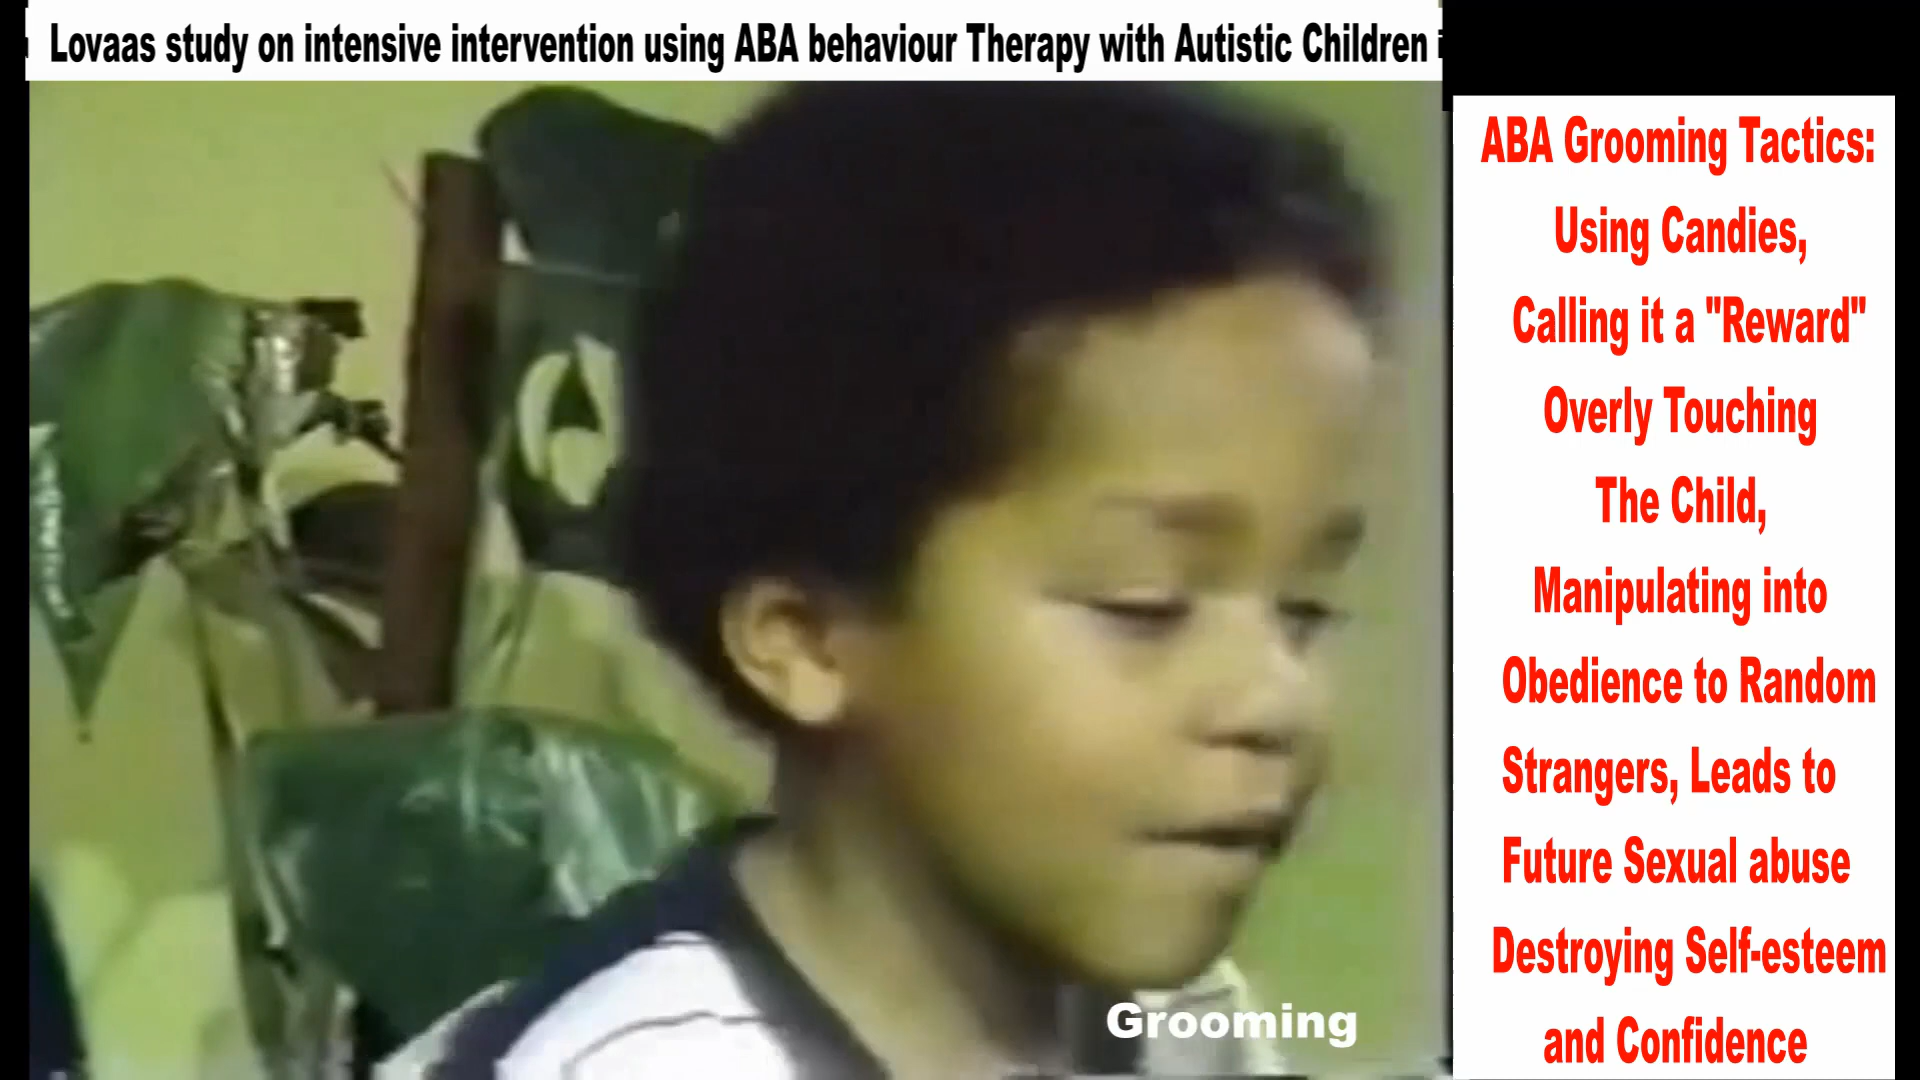 Lovaas study on intensive intervention using ABA behaviour Therapy with Autistic Children
ABA Grooming Tactics:
Using Candies,
Calling it a "Reward"
Overly Touching
The Child,
Manipulating into
Obedience to Random
Strangers, Leads to
Future Sexual abuse
Destroying Self-esteem
and Confidence
Grooming